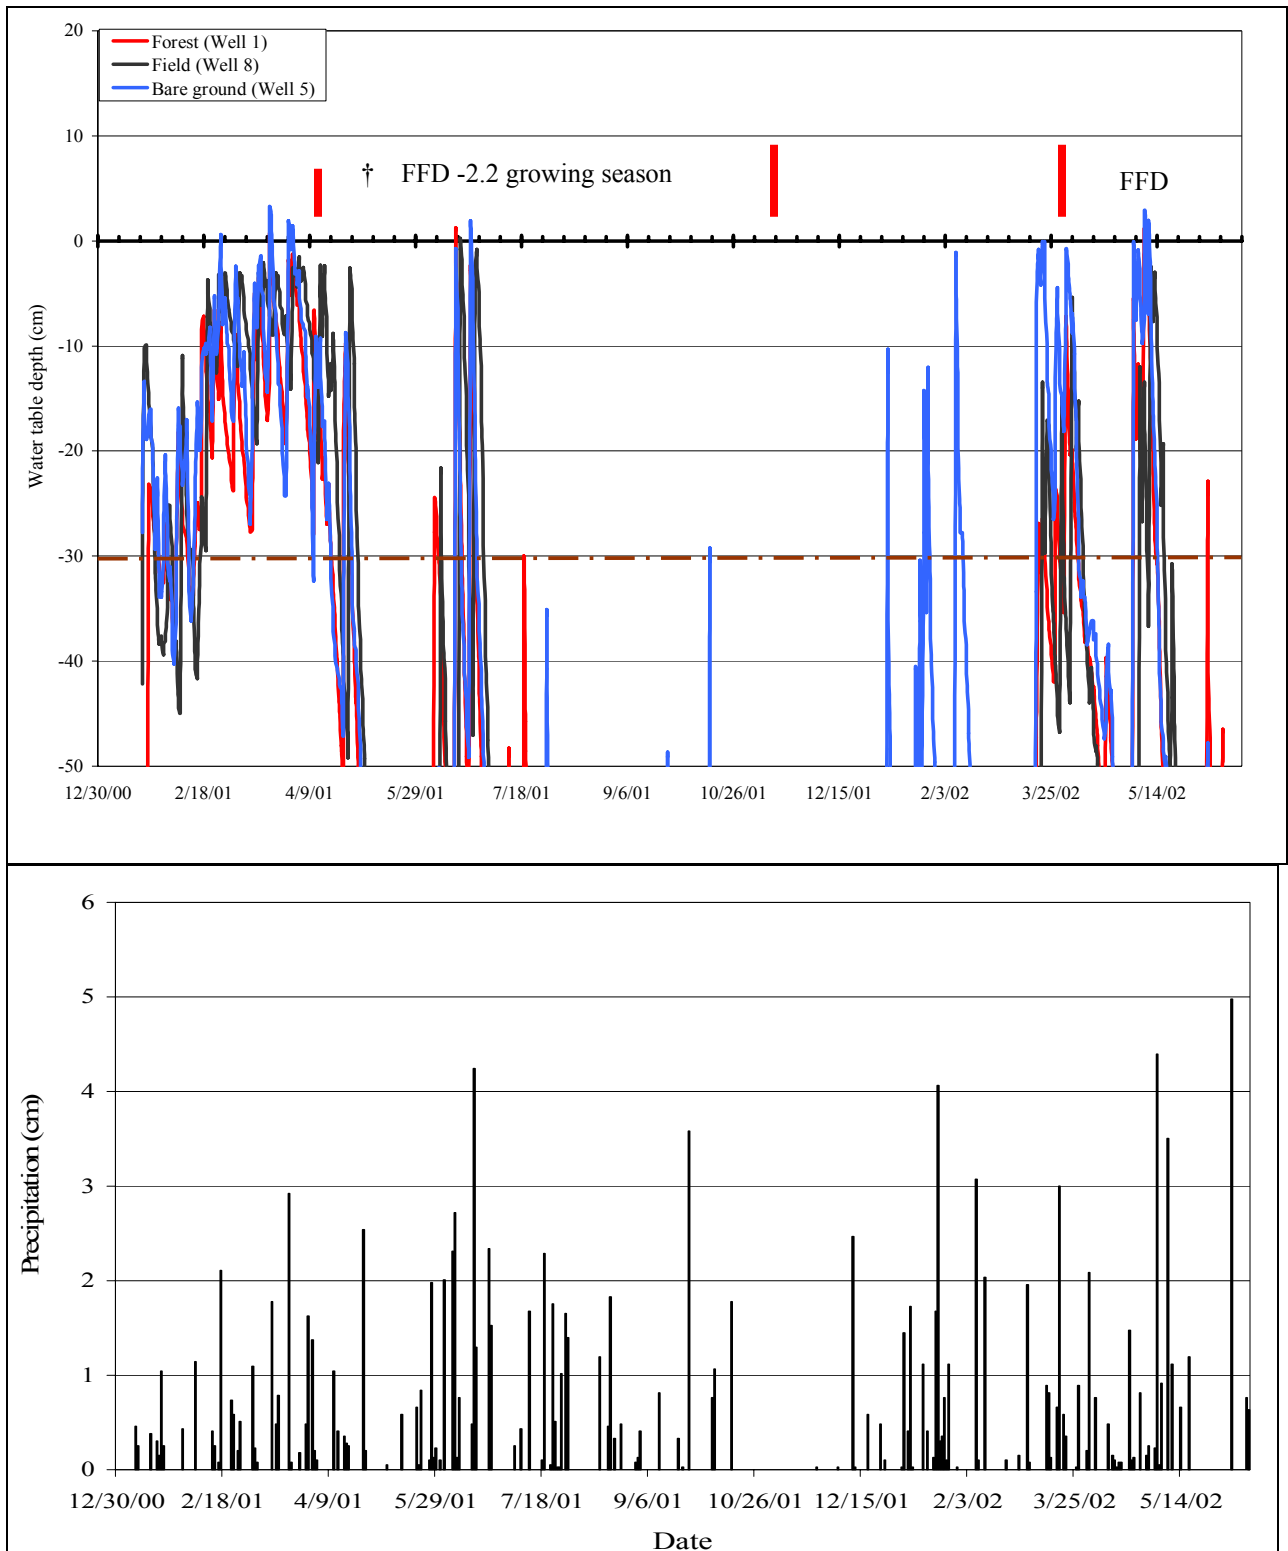 20
10
0
-10
-20
-30
-40
-50
Water table depth (cm)
Forest (Well 1)
Field (Well 8)
Bare ground (Well 5)
† FFD -2.2 growing season
FFD
12/30/00 2/18/01 4/9/01 5/29/01 7/18/01 9/6/01 10/26/01 12/15/01 2/3/02 3/25/02 5/14/02
6
5
4
3
2
1
0
Precipitation (cm)
12/30/00 2/18/01 4/9/01 5/29/01 7/18/01 9/6/01 10/26/01 12/15/01 2/3/02 3/25/02 5/14/02
Date